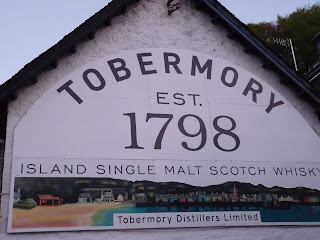 TOBERMORY
EST.
1798
ISLAND SINGLE MALT SCOTCH WHISKY
Tobermory Distillers Limited